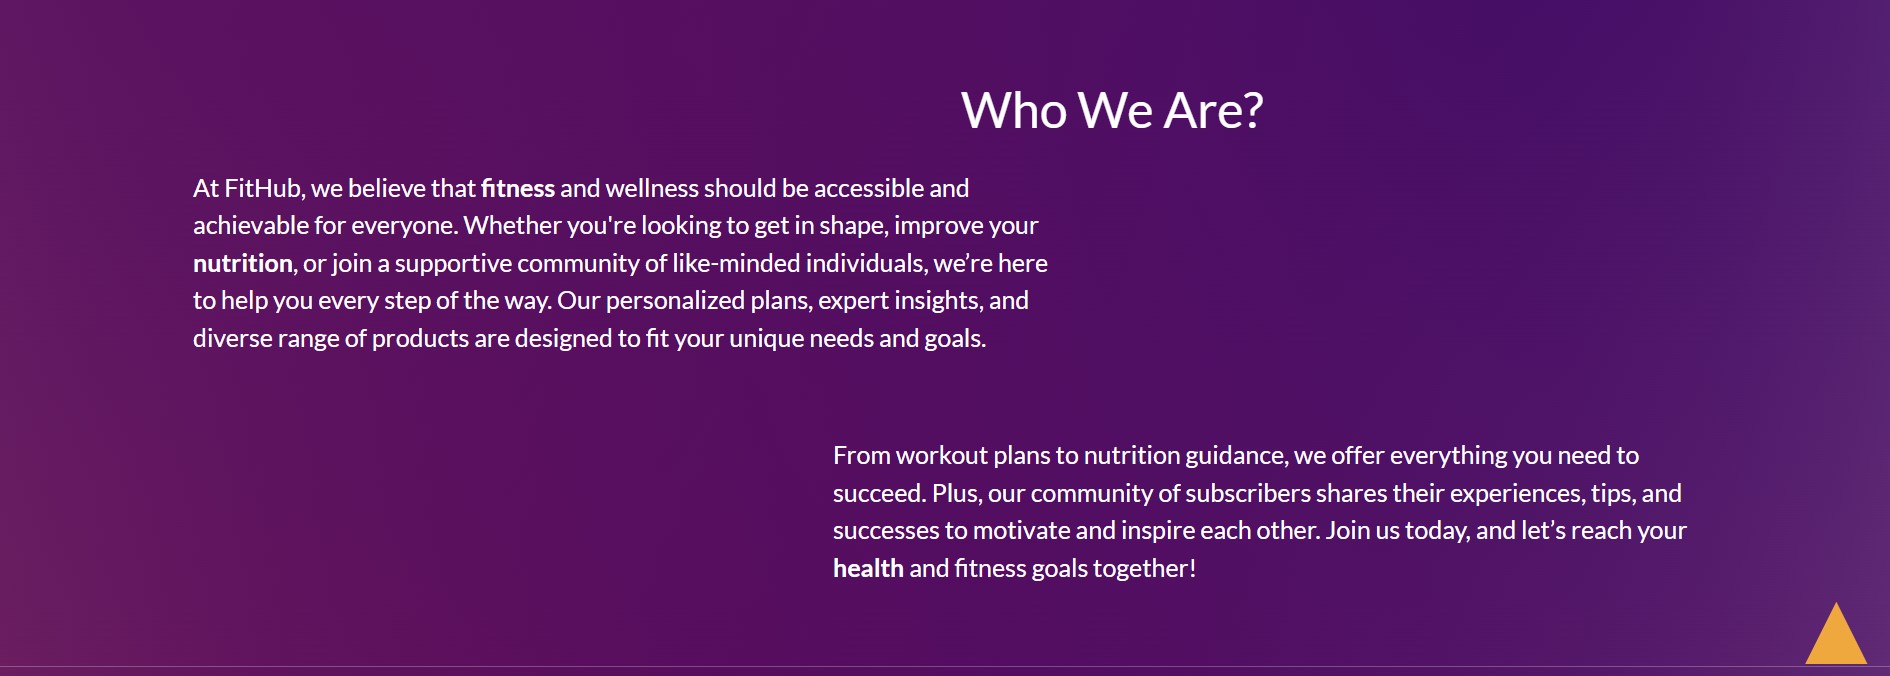 Who We Are?
At FitHub, we believe that fitness and wellness should be accessible and
achievable for everyone. Whether you're looking to get in shape, improve your
nutrition, or join a supportive community of like-minded individuals, we’re here
to help you every step of the way. Our personalized plans, expert insights, and
diverse range of products are designed to fit your unique needs and goals.
From workout plans to nutrition guidance, we offer everything you need to
succeed. Plus, our community of subscribers shares their experiences, tips, and
successes to motivate and inspire each other. Join us today, and let’s reach your
health and fitness goals together!